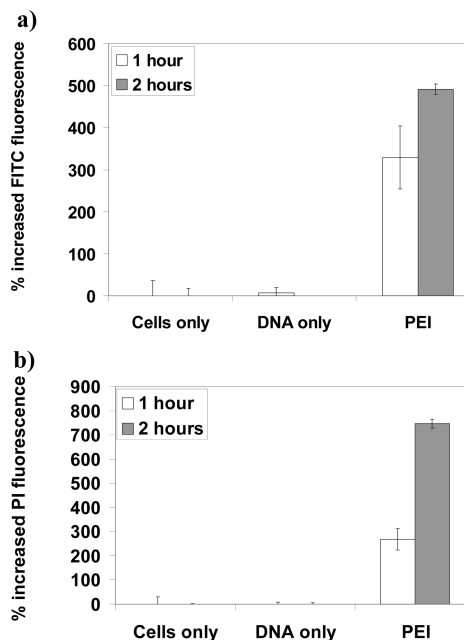 a)
% increased FITC fluorescence
600
500
400
300
200
100
0
1 hour
2 hours
Cells only DNA only PEI
b)
% increased PI fluorescence
900
800
700
600
500
400
300
200
100
0
1 hour
2 hours
Cells only DNA only PEI